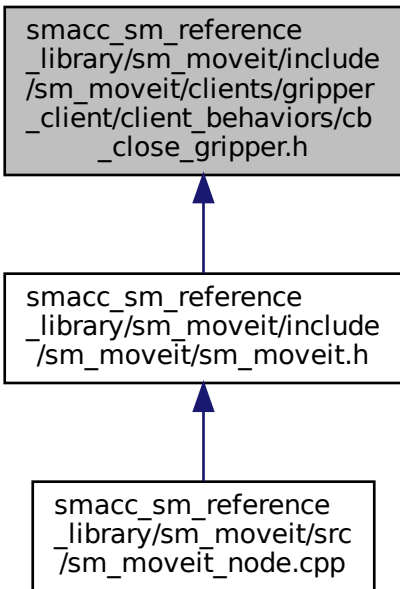 smacc_sm_reference
_library/sm_moveit/include
/sm_moveit/clients/gripper
_client/client_behaviors/cb
_close_gripper.h
smacc_sm_reference
_library/sm_moveit/include
/sm_moveit/sm_moveit.h
smacc_sm_reference
_library/sm_moveit/src
/sm_moveit_node.cpp